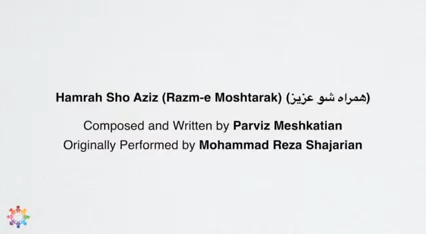 Hamrah Sho Aziz (Razm-e Moshtarak) (همراه شو عزیز)
Composed and Written by Parviz Meshkatian
Originally Performed by Mohammad Reza Shajarian